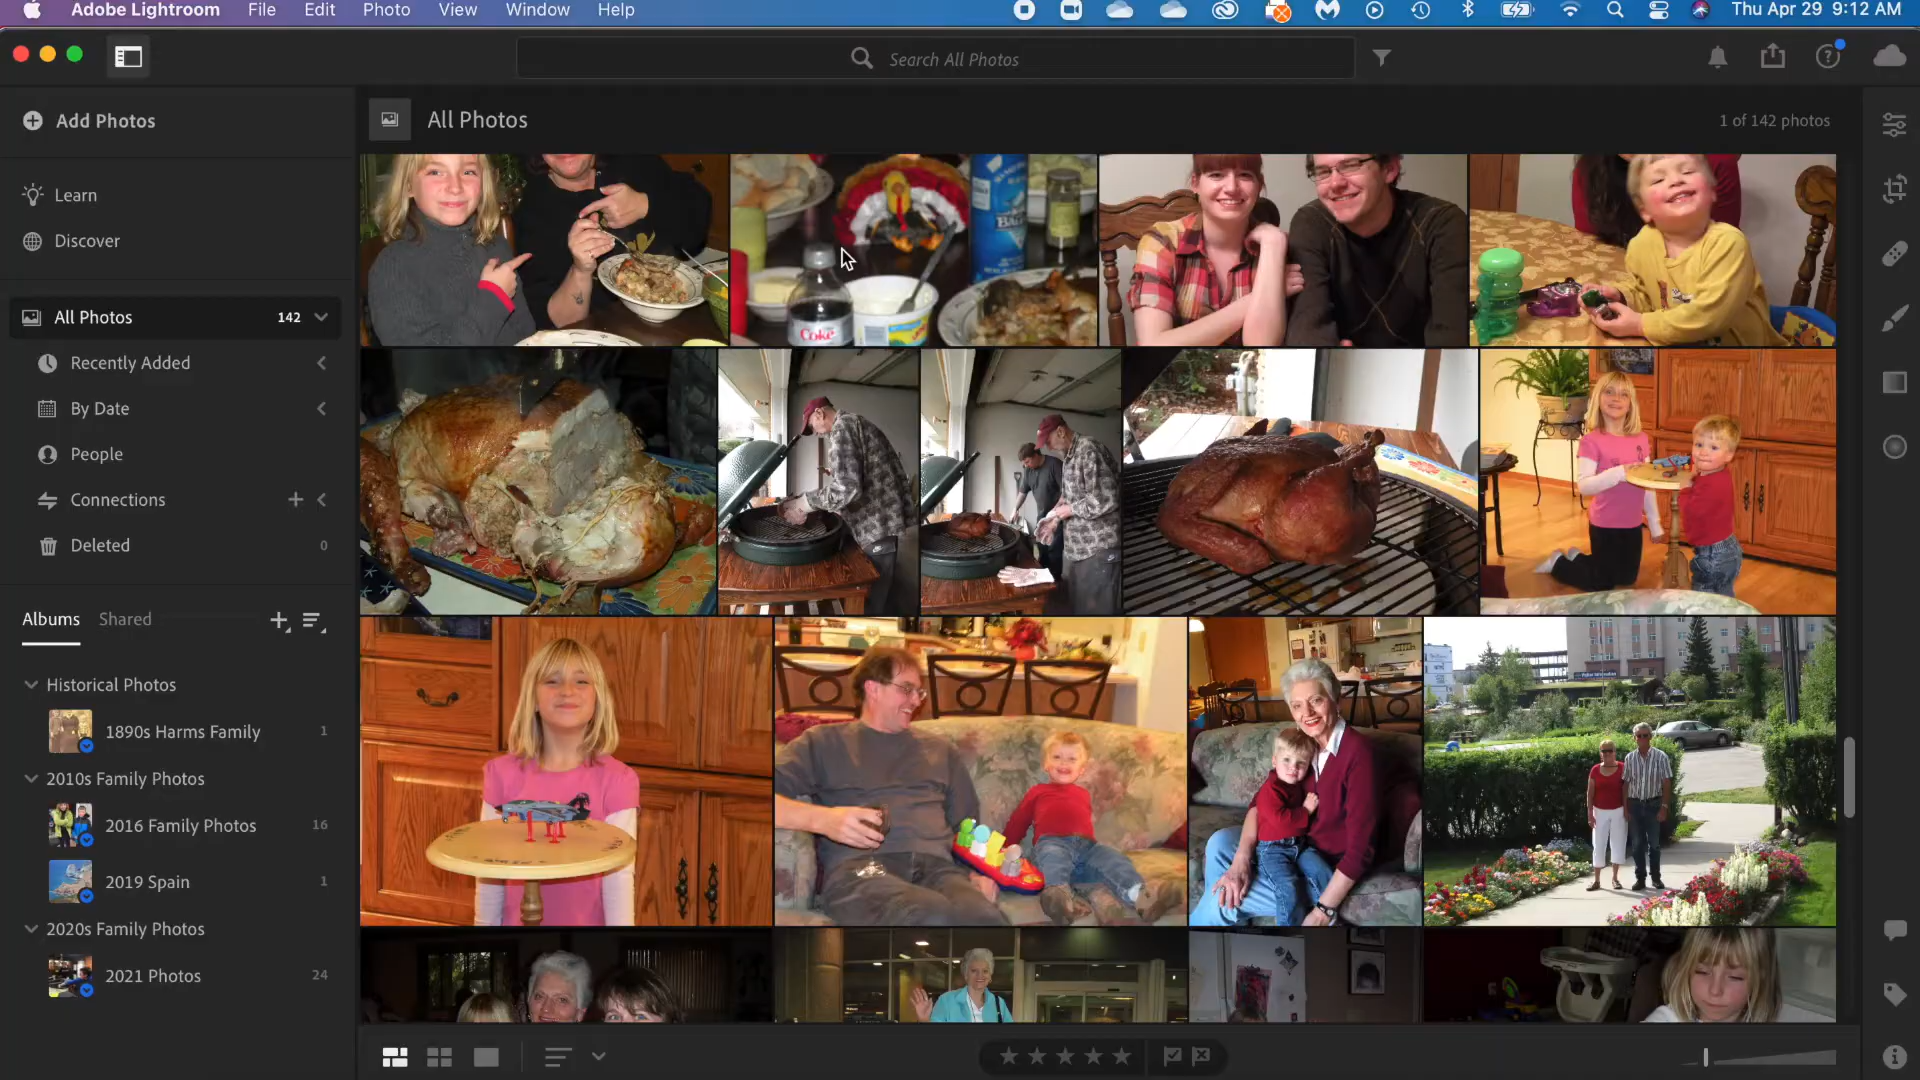 Adobe Lightroom File Edit Photo View Window Help Thu Apr 29 9:12 AM
Search All Photos
Add Photos
All Photos
1 of 142 photos
Learn
Discover
All Photos 142
Recently Added
By Date
People
Connections
Deleted 0
Albums Shared
Historical Photos
1890s Harms Family 1
2010s Family Photos
2016 Family Photos 16
2019 Spain 1
2020s Family Photos
2021 Photos 24
Coke